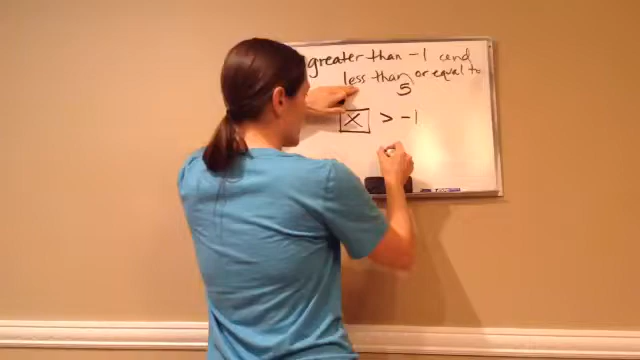 greater than -1 and
less than or equal to
5
x > -1